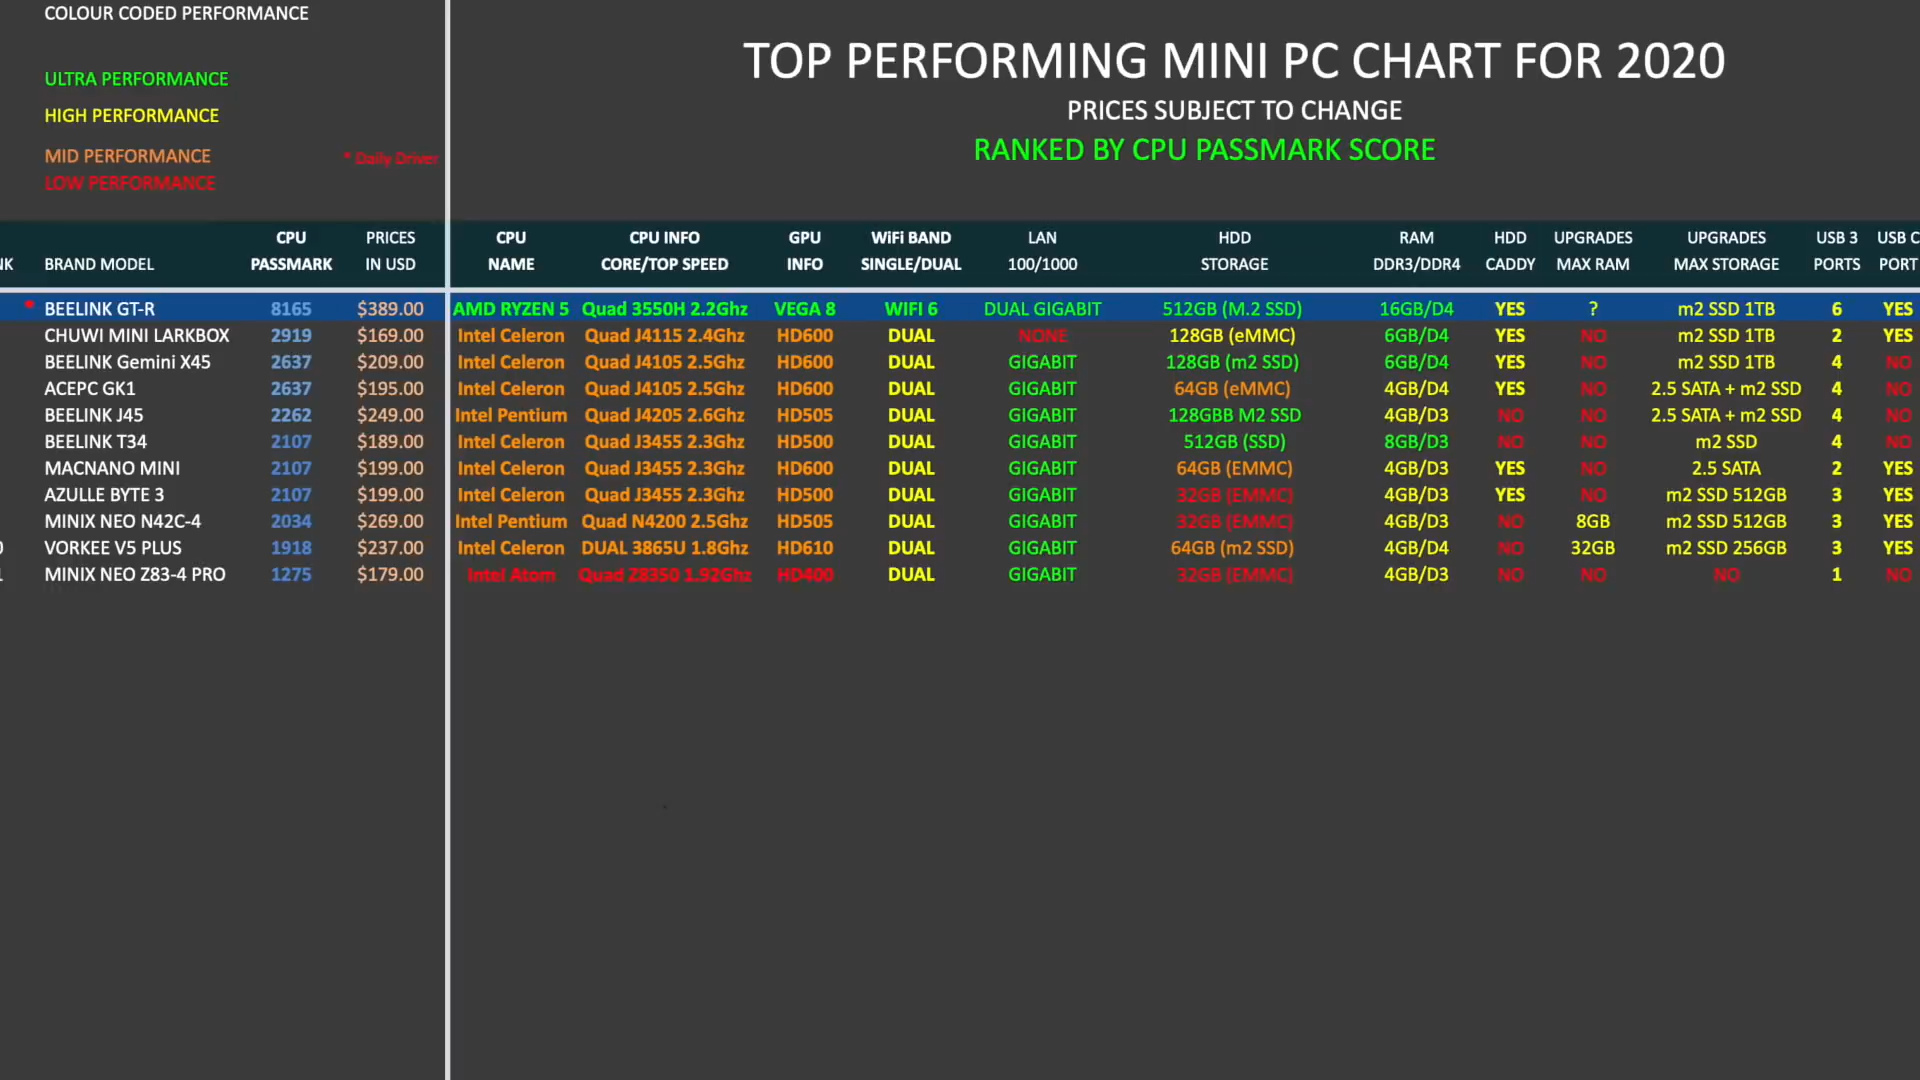 COLOUR CODED PERFORMANCE
TOP PERFORMING MINI PC CHART FOR 2020
ULTRA PERFORMANCE
PRICES SUBJECT TO CHANGE
HIGH PERFORMANCE
RANKED BY CPU PASSMARK SCORE
MID PERFORMANCE * Daily Driver
LOW PERFORMANCE
CPU PRICES CPU CPU INFO GPU WiFi BAND LAN HDD RAM HDD UPGRADES UPGRADES USB 3 USB C
NK BRAND MODEL PASSMARK IN USD NAME CORE/TOP SPEED INFO SINGLE/DUAL 100/1000 STORAGE DDR3/DDR4 CADDY MAX RAM MAX STORAGE PORTS PORT
* BEELINK GT-R 8165 $389.00 AMD RYZEN 5 Quad 3550H 2.2Ghz VEGA 8 WIFI 6 DUAL GIGABIT 512GB (M.2 SSD) 16GB/D4 YES ? m2 SSD 1TB 6 YES
CHUWI MINI LARKBOX 2919 $169.00 Intel Celeron Quad J4115 2.4Ghz HD600 DUAL NONE 128GB (eMMC) 6GB/D4 YES NO m2 SSD 1TB 2 YES
BEELINK Gemini X45 2637 $209.00 Intel Celeron Quad J4105 2.5Ghz HD600 DUAL GIGABIT 128GB (m2 SSD) 6GB/D4 YES NO m2 SSD 1TB 4 NO
ACEPC GK1 2637 $195.00 Intel Celeron Quad J4105 2.5Ghz HD600 DUAL GIGABIT 64GB (eMMC) 4GB/D4 YES NO 2.5 SATA + m2 SSD 4 NO
BEELINK J45 2262 $249.00 Intel Pentium Quad J4205 2.6Ghz HD505 DUAL GIGABIT 128GBB M2 SSD 4GB/D3 NO NO 2.5 SATA + m2 SSD 4 NO
BEELINK T34 2107 $189.00 Intel Celeron Quad J3455 2.3Ghz HD500 DUAL GIGABIT 512GB (SSD) 8GB/D3 NO NO m2 SSD 4 NO
MACNANO MINI 2107 $199.00 Intel Celeron Quad J3455 2.3Ghz HD600 DUAL GIGABIT 64GB (EMMC) 4GB/D3 YES NO 2.5 SATA 2 YES
AZULLE BYTE 3 2107 $199.00 Intel Celeron Quad J3455 2.3Ghz HD500 DUAL GIGABIT 32GB (EMMC) 4GB/D3 YES NO m2 SSD 512GB 3 YES
MINIX NEO N42C-4 2034 $269.00 Intel Pentium Quad N4200 2.5Ghz HD505 DUAL GIGABIT 32GB (EMMC) 4GB/D3 NO 8GB m2 SSD 512GB 3 YES
0 VORKEE V5 PLUS 1918 $237.00 Intel Celeron DUAL 3865U 1.8Ghz HD610 DUAL GIGABIT 64GB (m2 SSD) 4GB/D4 NO 32GB m2 SSD 256GB 3 YES
1 MINIX NEO Z83-4 PRO 1275 $179.00 Intel Atom Quad Z8350 1.92Ghz HD400 DUAL GIGABIT 32GB (EMMC) 4GB/D3 NO NO NO 1 NO